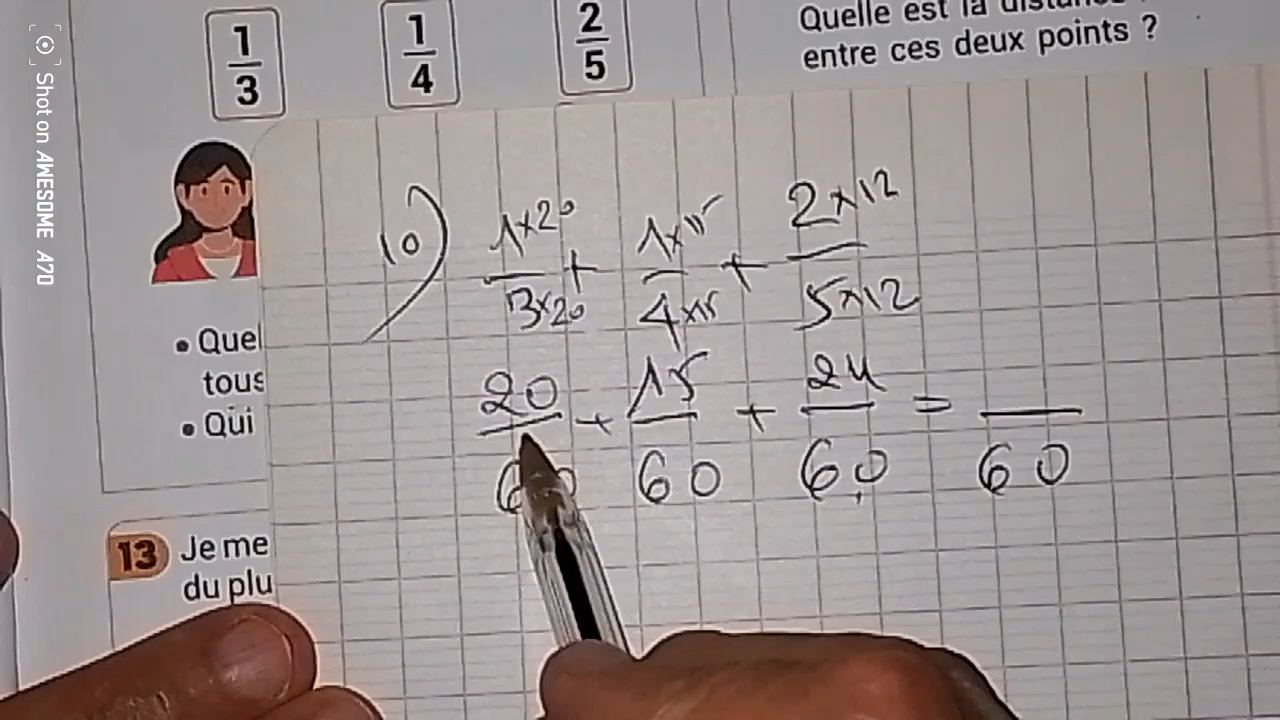 1/3 1/4 2/5
Quelle est la distanc
entre ces deux points ?
Shot on AWESOME A70
10) 1×20/3×20 + 1×15/4×15 + 2×12/5×12
20/60 + 15/60 + 24/60 = /60
• Quel
tous
• Qui
13 Je me
du plu